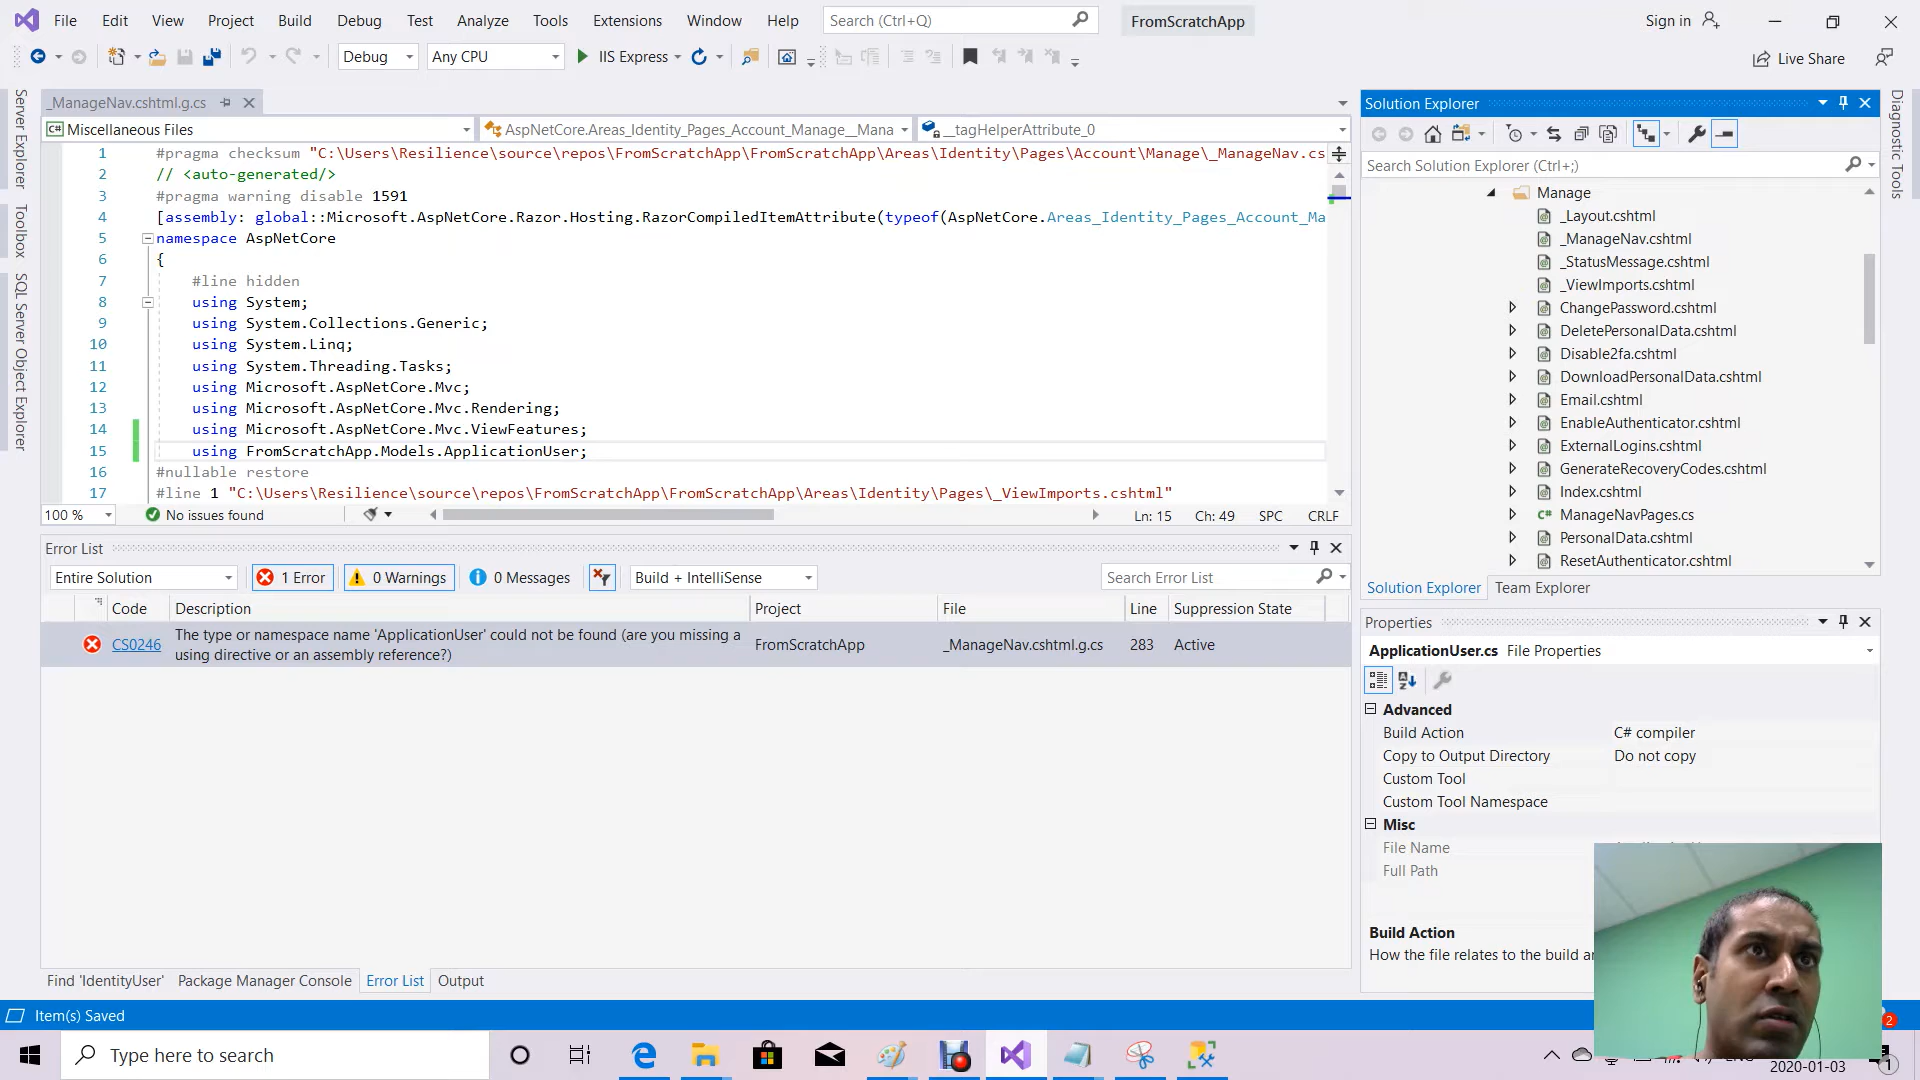 File Edit View Project Build Debug Test Analyze Tools Extensions Window Help Search (Ctrl+Q) FromScratchApp Sign in
Debug Any CPU IIS Express Live Share
Server Explorer
Toolbox
SQL Server Object Explorer
_ManageNav.cshtml.g.cs
C# Miscellaneous Files AspNetCore.Areas_Identity_Pages_Account_Manage__Mana __tagHelperAttribute_0
1 #pragma checksum "C:\Users\Resilience\source\repos\FromScratchApp\FromScratchApp\Areas\Identity\Pages\Account\Manage\_ManageNav.cs
2 // <auto-generated/>
3 #pragma warning disable 1591
4 [assembly: global::Microsoft.AspNetCore.Razor.Hosting.RazorCompiledItemAttribute(typeof(AspNetCore.Areas_Identity_Pages_Account_Ma
5 namespace AspNetCore
6 {
7 #line hidden
8 using System;
9 using System.Collections.Generic;
10 using System.Linq;
11 using System.Threading.Tasks;
12 using Microsoft.AspNetCore.Mvc;
13 using Microsoft.AspNetCore.Mvc.Rendering;
14 using Microsoft.AspNetCore.Mvc.ViewFeatures;
15 using FromScratchApp.Models.ApplicationUser;
16 #nullable restore
17 #line 1 "C:\Users\Resilience\source\repos\FromScratchApp\FromScratchApp\Areas\Identity\Pages\_ViewImports.cshtml"
100 % No issues found Ln: 15 Ch: 49 SPC CRLF
Error List
Entire Solution 1 Error 0 Warnings 0 Messages Build + IntelliSense Search Error List
Code Description Project File Line Suppression State
CS0246 The type or namespace name 'ApplicationUser' could not be found (are you missing a FromScratchApp _ManageNav.cshtml.g.cs 283 Active
using directive or an assembly reference?)
Find 'IdentityUser' Package Manager Console Error List Output
Solution Explorer
Search Solution Explorer (Ctrl+;)
Manage
_Layout.cshtml
_ManageNav.cshtml
_StatusMessage.cshtml
_ViewImports.cshtml
ChangePassword.cshtml
DeletePersonalData.cshtml
Disable2fa.cshtml
DownloadPersonalData.cshtml
Email.cshtml
EnableAuthenticator.cshtml
ExternalLogins.cshtml
GenerateRecoveryCodes.cshtml
Index.cshtml
C# ManageNavPages.cs
PersonalData.cshtml
ResetAuthenticator.cshtml
Solution Explorer Team Explorer
Diagnostic Tools
Properties
ApplicationUser.cs File Properties
Advanced
Build Action C# compiler
Copy to Output Directory Do not copy
Custom Tool
Custom Tool Namespace
Misc
File Name
Full Path
Build Action
How the file relates to the build
Item(s) Saved 2
Type here to search
2020-01-03 1